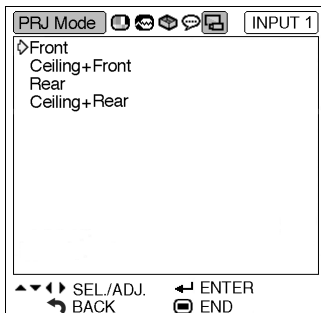 PRJ Mode INPUT 1
Front
Ceiling+Front
Rear
Ceiling+Rear
SEL./ADJ. ENTER
BACK END